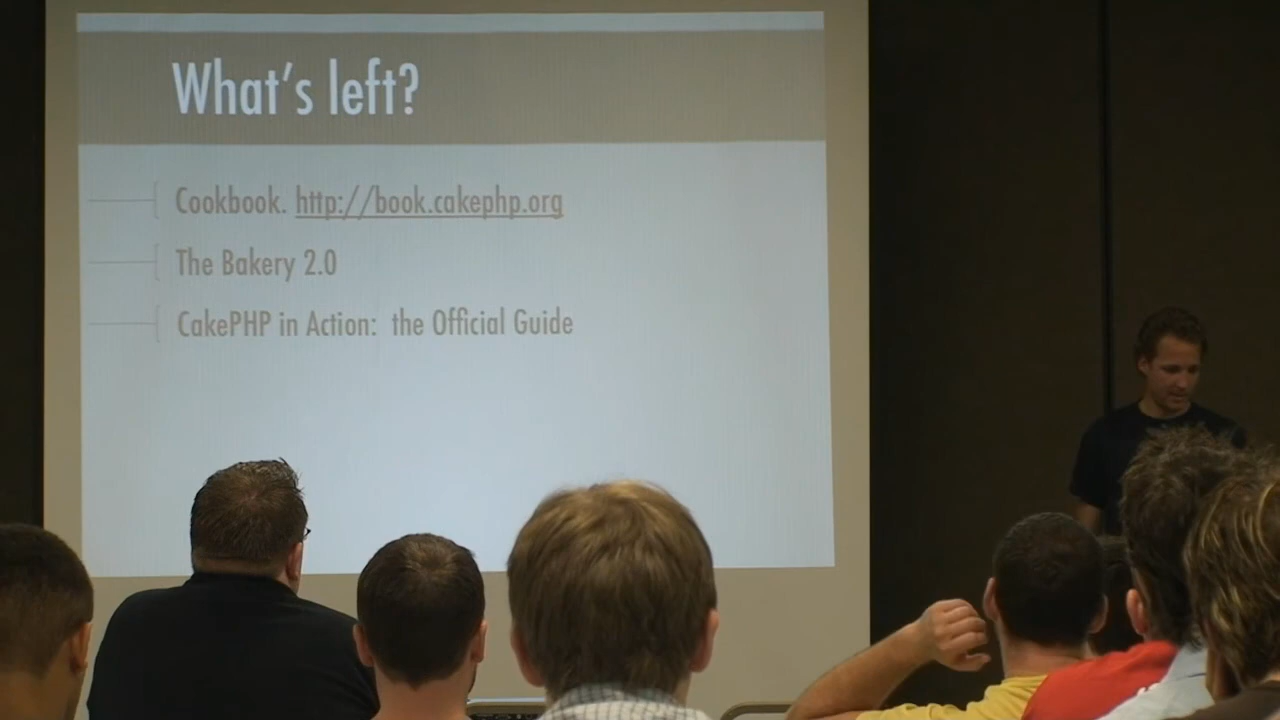 What's left?
Cookbook. http://book.cakephp.org
The Bakery 2.0
CakePHP in Action: the Official Guide